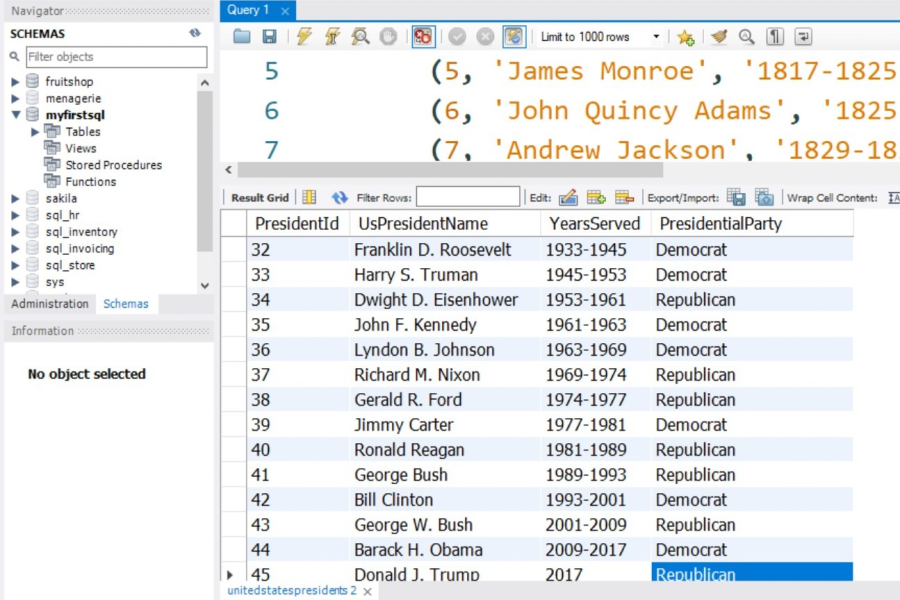 Navigator
SCHEMAS
Filter objects
fruitshop
menagerie
myfirstsql
Tables
Views
Stored Procedures
Functions
sakila
sql_hr
sql_inventory
sql_invoicing
sql_store
sys
Administration Schemas
Information
No object selected
Query 1
Limit to 1000 rows
5 (5, 'James Monroe', '1817-1825
6 (6, 'John Quincy Adams', '1825
7 (7, 'Andrew Jackson', '1829-18
Result Grid Filter Rows: Edit: Export/Import: Wrap Cell Content:
PresidentId UsPresidentName YearsServed PresidentialParty
32 Franklin D. Roosevelt 1933-1945 Democrat
33 Harry S. Truman 1945-1953 Democrat
34 Dwight D. Eisenhower 1953-1961 Republican
35 John F. Kennedy 1961-1963 Democrat
36 Lyndon B. Johnson 1963-1969 Democrat
37 Richard M. Nixon 1969-1974 Republican
38 Gerald R. Ford 1974-1977 Republican
39 Jimmy Carter 1977-1981 Democrat
40 Ronald Reagan 1981-1989 Republican
41 George Bush 1989-1993 Republican
42 Bill Clinton 1993-2001 Democrat
43 George W. Bush 2001-2009 Republican
44 Barack H. Obama 2009-2017 Democrat
45 Donald J. Trump 2017 Republican
unitedstatespresidents 2